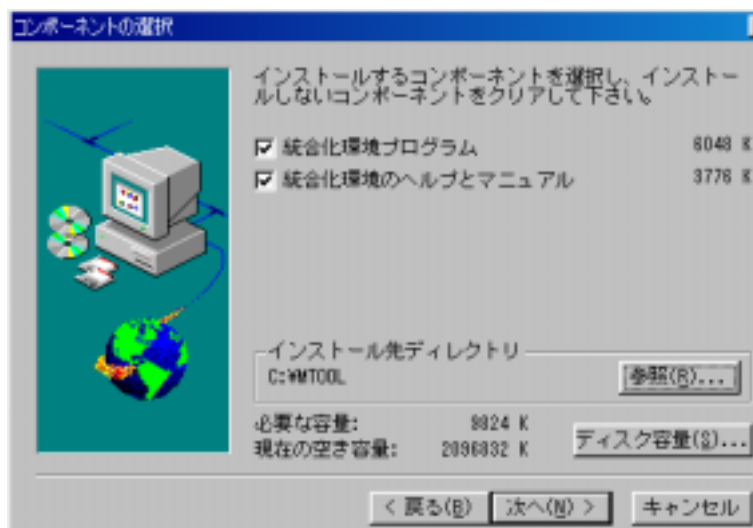 コンポーネントの選択
インストールするコンポーネントを選択し、インストー
ルしないコンポーネントをクリアして下さい。
統合化環境プログラム 6048 K
統合化環境のヘルプとマニュアル 3776 K
インストール先ディレクトリ
C:¥MTOOL 参照(R)...
必要な容量: 9824 K
現在の空き容量: 2096832 K
ディスク容量(S)...
< 戻る(B) 次へ(N) > キャンセル